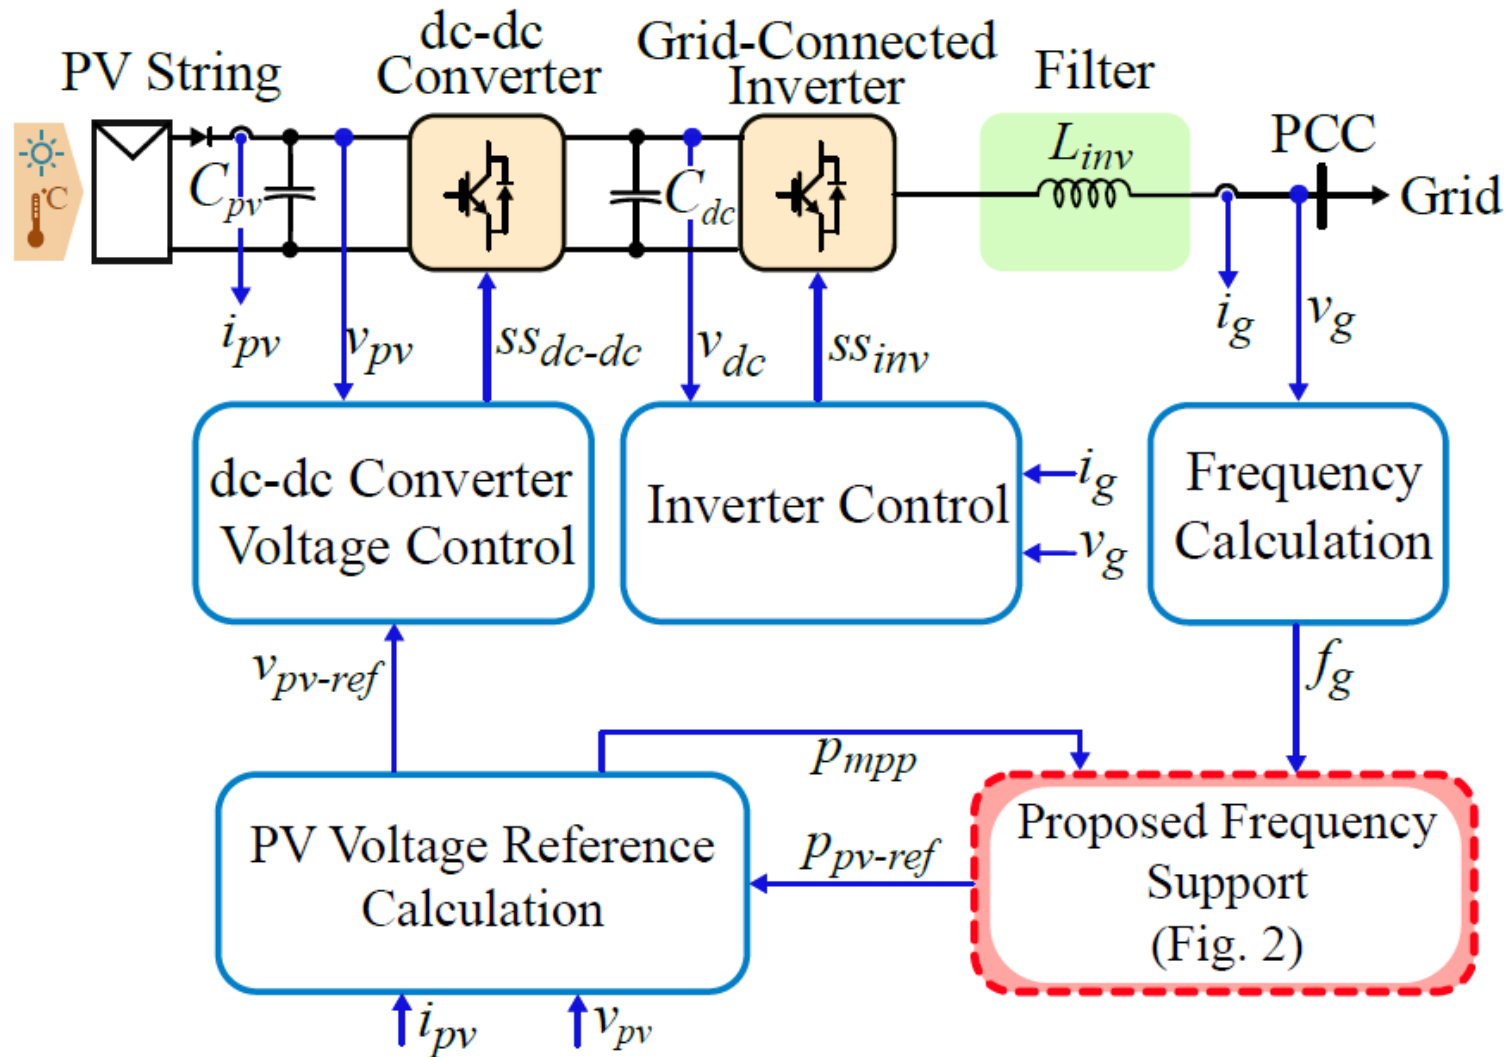 PV String
dc-dc
Converter
Grid-Connected
Inverter
Filter
PCC
Grid
°C
C_pv
C_dc
L_inv
i_pv
v_pv
ss_dc-dc
v_dc
ss_inv
i_g
v_g
dc-dc Converter
Voltage Control
Inverter Control
i_g
v_g
Frequency
Calculation
v_pv-ref
f_g
p_mpp
PV Voltage Reference
Calculation
p_pv-ref
Proposed Frequency
Support
(Fig. 2)
i_pv
v_pv